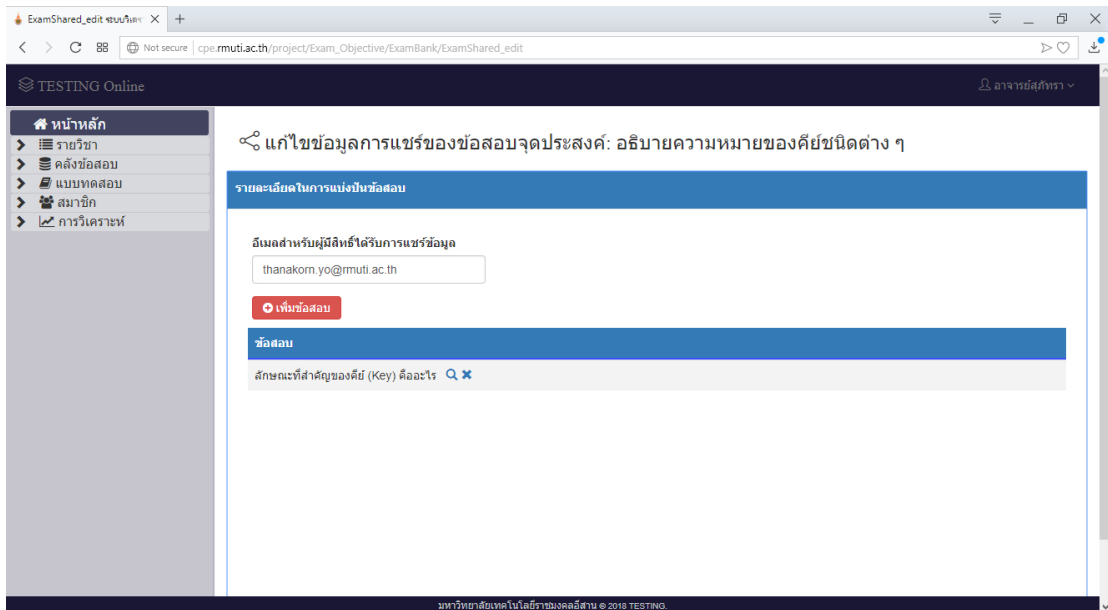 ExamShared_edit ระบบวิเคราะ
Not secure cpe.rmuti.ac.th/project/Exam_Objective/ExamBank/ExamShared_edit
TESTING Online
อาจารย์สุภัทรา
หน้าหลัก
รายวิชา
คลังข้อสอบ
แบบทดสอบ
สมาชิก
การวิเคราะห์
แก้ไขข้อมูลการแชร์ของข้อสอบจุดประสงค์: อธิบายความหมายของคีย์ชนิดต่าง ๆ
รายละเอียดในการแบ่งปันข้อสอบ
อีเมลสำหรับผู้มีสิทธิ์ได้รับการแชร์ข้อมูล
thanakorn.yo@rmuti.ac.th
เพิ่มข้อสอบ
ข้อสอบ
ลักษณะที่สำคัญของคีย์ (Key) คืออะไร
มหาวิทยาลัยเทคโนโลยีราชมงคลอีสาน © 2018 TESTING.